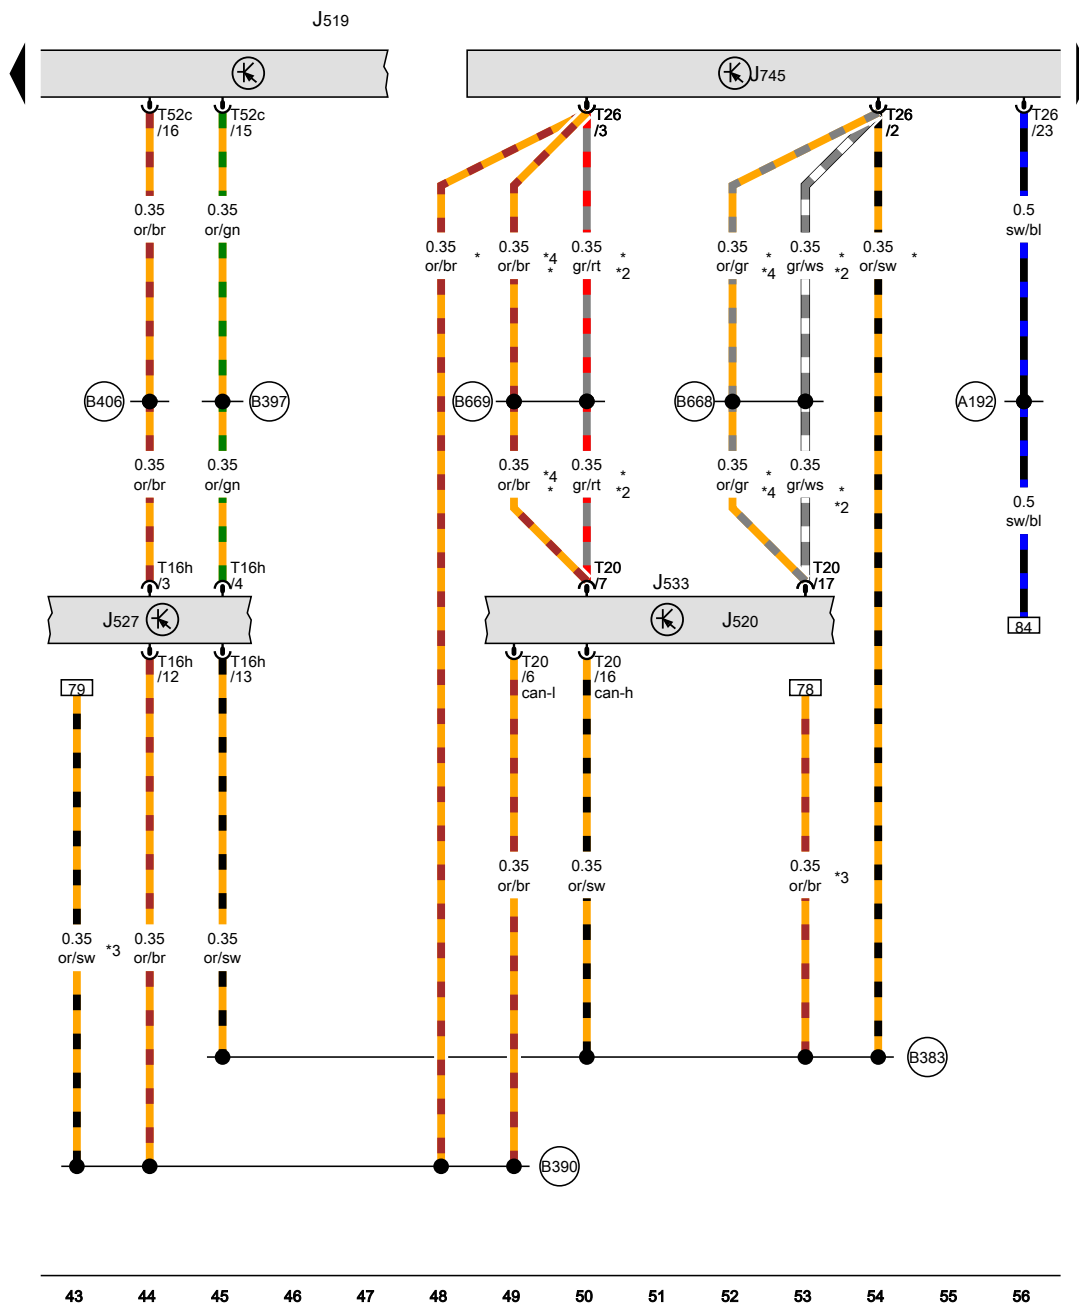 J519
J745
T52c
/16
T52c
/15
T26
/3
T26
/2
T26
/23
0.35
or/br
0.35
or/gn
0.5
sw/bl
0.35
or/br
*
0.35
or/br
*4
*
0.35
gr/rt
*
*2
0.35
or/gr
*
*4
0.35
gr/ws
*
*2
0.35
or/sw
*
B406
B397
B669
B668
A192
0.35
or/br
0.35
or/gn
0.35
or/br
*4
*
0.35
gr/rt
*
*2
0.35
or/gr
*
*4
0.35
gr/ws
*
*2
0.5
sw/bl
T16h
/3
T16h
/4
T20
/7
J533
T20
/17
J527
J520
84
T16h
/12
T16h
/13
T20
/6
can-l
T20
/16
can-h
79
78
0.35
or/br
0.35
or/sw
0.35
or/br
*3
0.35
or/sw
*3
0.35
or/br
0.35
or/sw
B383
B390
43 44 45 46 47 48 49 50 51 52 53 54 55 56